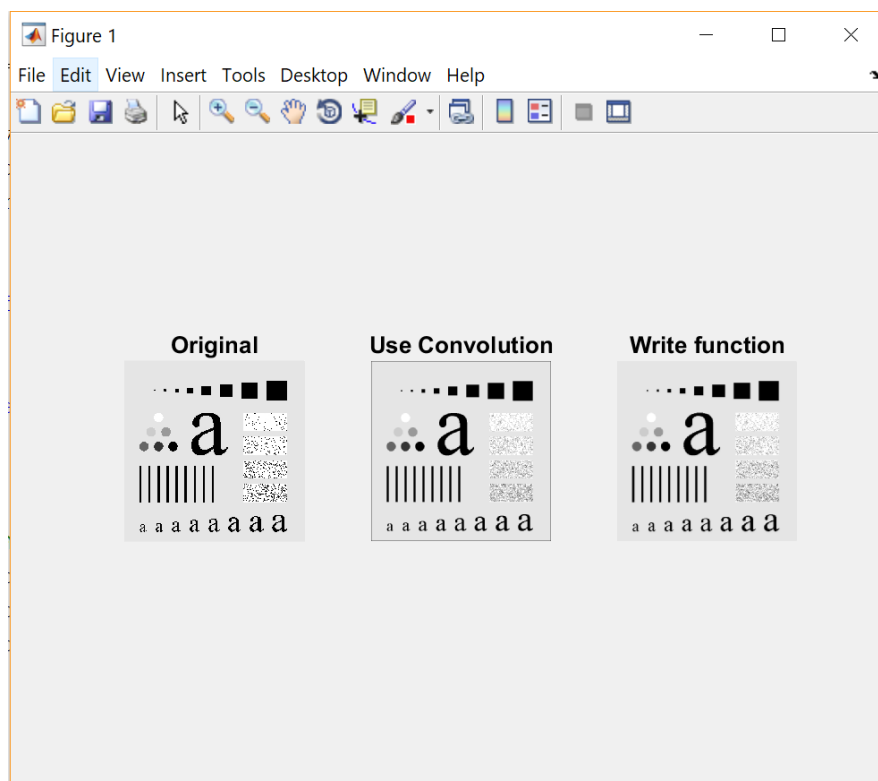 Figure 1
File Edit View Insert Tools Desktop Window Help
Original Use Convolution Write function
a a a
a a a a a a a a a a a a a a a a a a a a a a a a